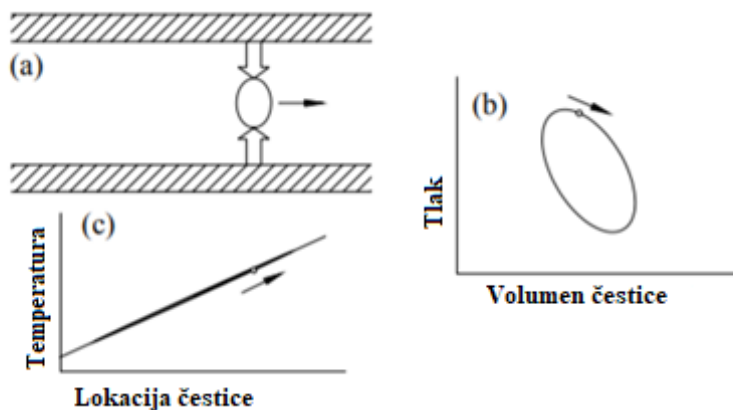 (a)
(b)
Tlak
Volumen čestice
(c)
Temperatura
Lokacija čestice